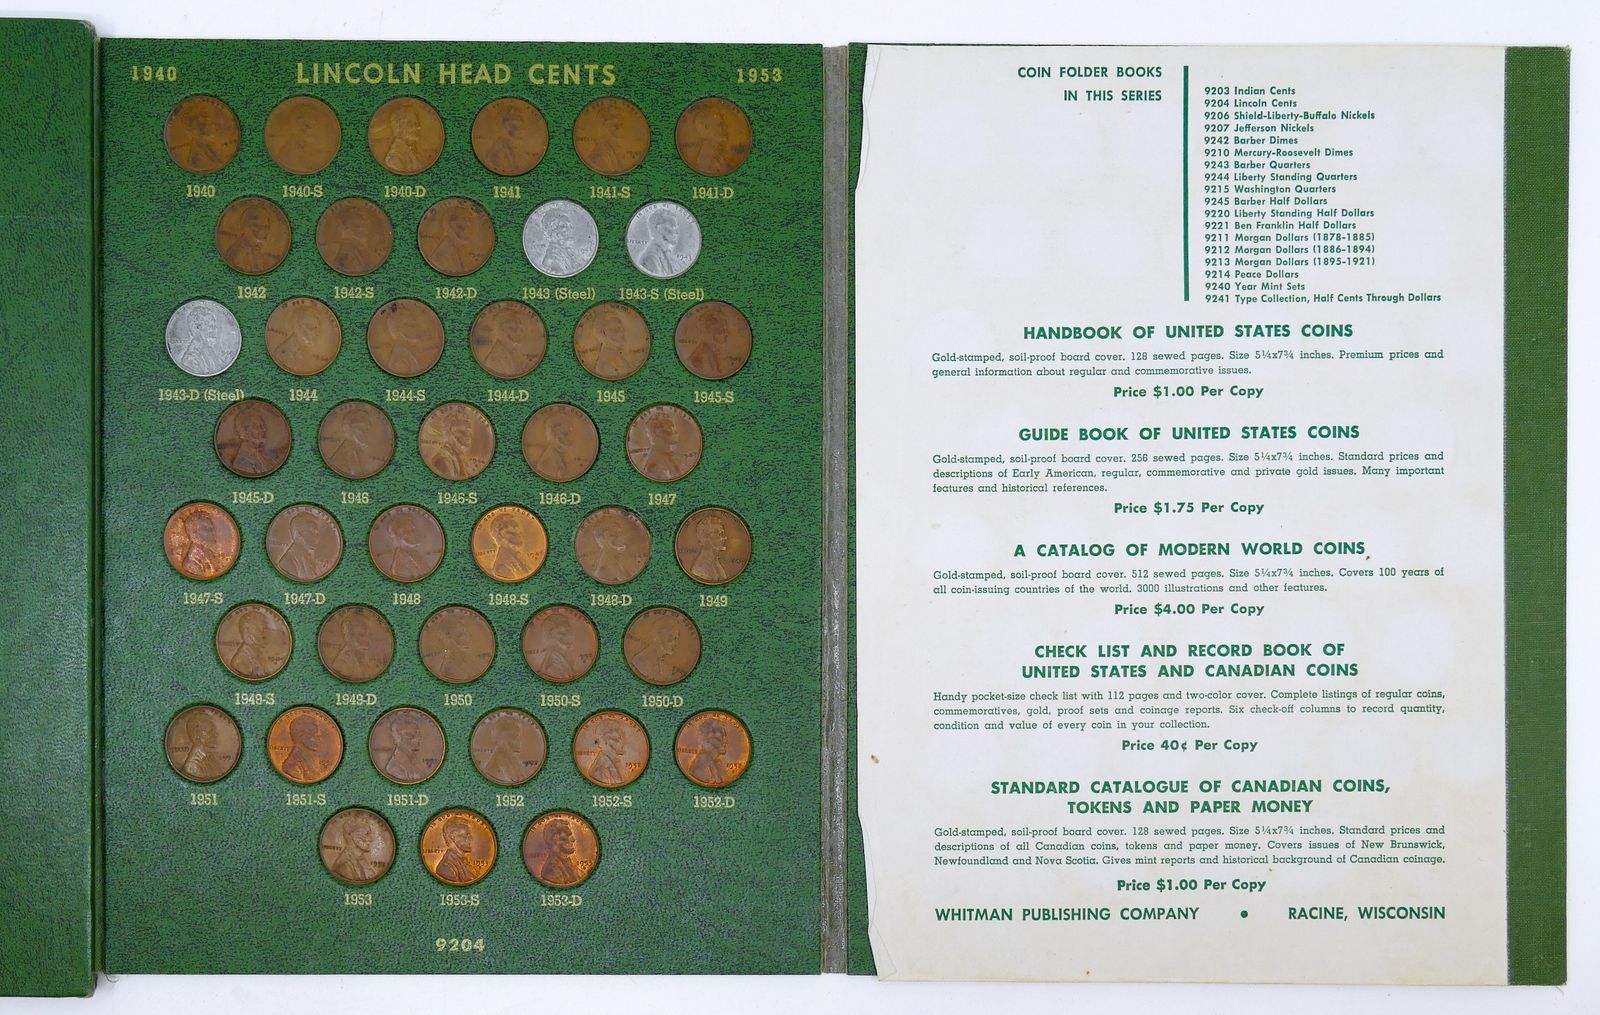 1940 LINCOLN HEAD CENTS 1953
1940 1940-S 1940-D 1941 1941-S 1941-D
1942 1942-S 1942-D 1943 (Steel) 1943-S (Steel)
1943-D (Steel) 1944 1944-S 1944-D 1945 1945-S
1945-D 1946 1946-S 1946-D 1947
1947-S 1947-D 1948 1948-S 1948-D 1949
1949-S 1949-D 1950 1950-S 1950-D
1951 1951-S 1951-D 1952 1952-S 1952-D
1953 1953-S 1953-D
9204
COIN FOLDER BOOKS
IN THIS SERIES
9203 Indian Cents
9204 Lincoln Cents
9206 Shield-Liberty-Buffalo Nickels
9207 Jefferson Nickels
9242 Barber Dimes
9210 Mercury-Roosevelt Dimes
9243 Barber Quarters
9244 Liberty Standing Quarters
9215 Washington Quarters
9245 Barber Half Dollars
9220 Liberty Standing Half Dollars
9221 Ben Franklin Half Dollars
9211 Morgan Dollars (1878-1885)
9212 Morgan Dollars (1886-1894)
9213 Morgan Dollars (1895-1921)
9214 Peace Dollars
9240 Year Mint Sets
9241 Type Collection, Half Cents Through Dollars
HANDBOOK OF UNITED STATES COINS
Gold-stamped, soil-proof board cover. 128 sewed pages. Size 5¼x7¾ inches. Premium prices and
general information about regular and commemorative issues.
Price $1.00 Per Copy
GUIDE BOOK OF UNITED STATES COINS
Gold-stamped, soil-proof board cover. 256 sewed pages. Size 5¼x7¾ inches. Standard prices and
descriptions of Early American, regular, commemorative and private gold issues. Many important
features and historical references.
Price $1.75 Per Copy
A CATALOG OF MODERN WORLD COINS
Gold-stamped, soil-proof board cover. 512 sewed pages. Size 5¼x7¾ inches. Covers 100 years of
all coin-issuing countries of the world. 3000 illustrations and other features.
Price $4.00 Per Copy
CHECK LIST AND RECORD BOOK OF
UNITED STATES AND CANADIAN COINS
Handy pocket-size check list with 112 pages and two-color cover. Complete listings of regular coins,
commemoratives, gold, proof sets and coinage reports. Six check-off columns to record quantity,
condition and value of every coin in your collection.
Price 40¢ Per Copy
STANDARD CATALOGUE OF CANADIAN COINS,
TOKENS AND PAPER MONEY
Gold-stamped, soil-proof board cover. 128 sewed pages. Size 5¼x7¾ inches. Standard prices and
descriptions of all Canadian coins, tokens and paper money. Covers issues of New Brunswick,
Newfoundland and Nova Scotia. Gives mint reports and historical background of Canadian coinage.
Price $1.00 Per Copy
WHITMAN PUBLISHING COMPANY • RACINE, WISCONSIN